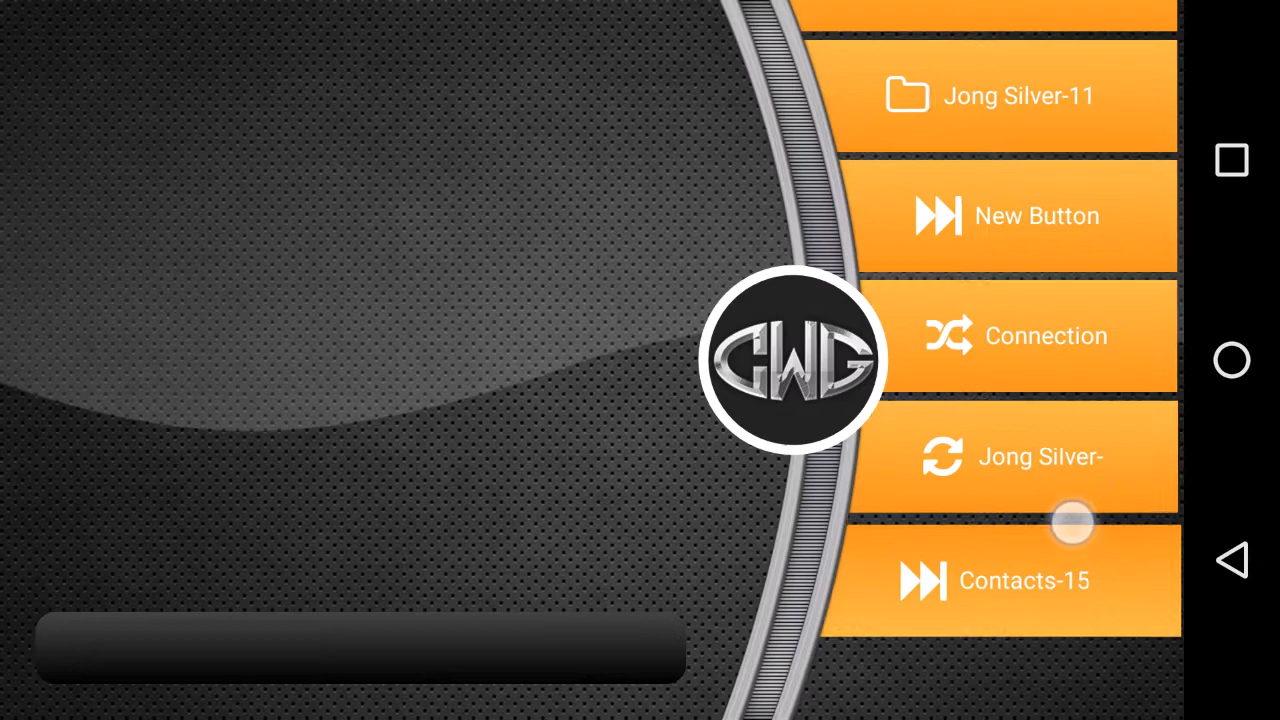 Jong Silver-11
New Button
CWG
Connection
Jong Silver-
Contacts-15